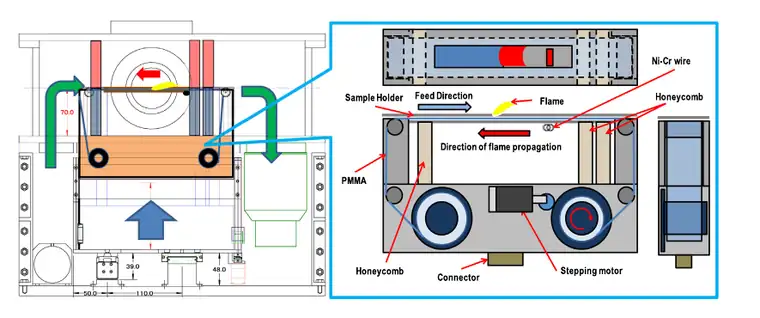 70.0
39.0
48.0
50.0
110.0
Ni-Cr wire
Feed Direction
Flame
Sample Holder
Honeycomb
Direction of flame propagation
PMMA
Honeycomb
Stepping motor
Connector